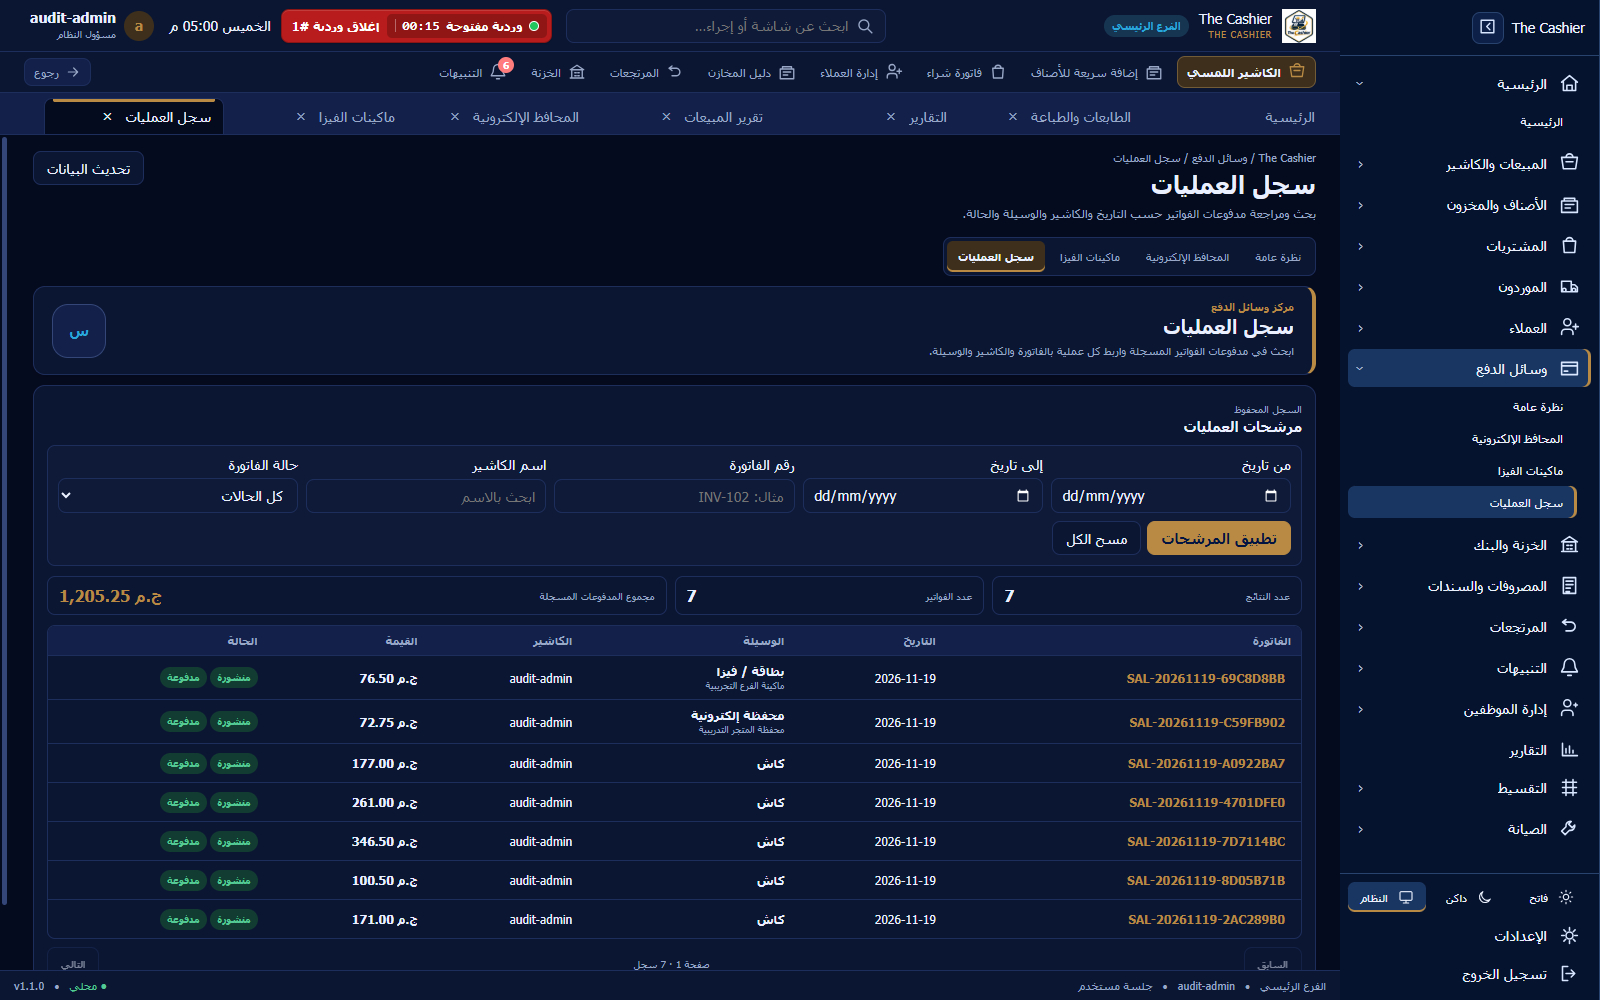 The Cashier
الرئيسية
الرئيسية
المبيعات والكاشير
الأصناف والمخزون
المشتريات
الموردون
العملاء
وسائل الدفع
نظرة عامة
المحافظ الإلكترونية
ماكينات الفيزا
سجل العمليات
الخزنة والبنك
المصروفات والسندات
المرتجعات
التنبيهات
إدارة الموظفين
التقارير
التقسيط
الصيانة
فاتح داكن النظام
الإعدادات
تسجيل الخروج
The Cashier
THE CASHIER
الفرع الرئيسي
ابحث عن شاشة أو إجراء...
وردية مفتوحة 00:15 إغلاق وردية #1
الخميس 05:00 م
a
audit-admin
مسؤول النظام
الكاشير اللمسي إضافة سريعة للأصناف فاتورة شراء إدارة العملاء دليل المخازن المرتجعات الخزنة التنبيهات 6 رجوع
الرئيسية الطابعات والطباعة × التقارير × تقرير المبيعات × المحافظ الإلكترونية × ماكينات الفيزا × سجل العمليات ×
The Cashier / وسائل الدفع / سجل العمليات
سجل العمليات
بحث ومراجعة مدفوعات الفواتير حسب التاريخ والكاشير والوسيلة والحالة.
تحديث البيانات
نظرة عامة المحافظ الإلكترونية ماكينات الفيزا سجل العمليات
مركز وسائل الدفع
سجل العمليات
ابحث في مدفوعات الفواتير المسجلة واربط كل عملية بالفاتورة والكاشير والوسيلة.
س
السجل المحفوظ
مرشحات العمليات
من تاريخ إلى تاريخ رقم الفاتورة اسم الكاشير حالة الفاتورة
dd/mm/yyyy dd/mm/yyyy مثال: INV-102 ابحث بالاسم كل الحالات
تطبيق المرشحات مسح الكل
عدد النتائج 7 عدد الفواتير 7 مجموع المدفوعات المسجلة ج.م 1,205.25
الفاتورة التاريخ الوسيلة الكاشير القيمة الحالة
SAL-20261119-69C8D8BB 2026-11-19 بطاقة / فيزا audit-admin ج.م 76.50 منشورة مدفوعة
ماكينة الفرع التجريبية
SAL-20261119-C59FB902 2026-11-19 محفظة إلكترونية audit-admin ج.م 72.75 منشورة مدفوعة
محفظة المتجر التدريبية
SAL-20261119-A0922BA7 2026-11-19 كاش audit-admin ج.م 177.00 منشورة مدفوعة
SAL-20261119-4701DFE0 2026-11-19 كاش audit-admin ج.م 261.00 منشورة مدفوعة
SAL-20261119-7D7114BC 2026-11-19 كاش audit-admin ج.م 346.50 منشورة مدفوعة
SAL-20261119-8D05B71B 2026-11-19 كاش audit-admin ج.م 100.50 منشورة مدفوعة
SAL-20261119-2AC289B0 2026-11-19 كاش audit-admin ج.م 171.00 منشورة مدفوعة
السابق صفحة 1 · 7 سجل التالي
الفرع الرئيسي • audit-admin • جلسة مستخدم
محلي • v1.1.0